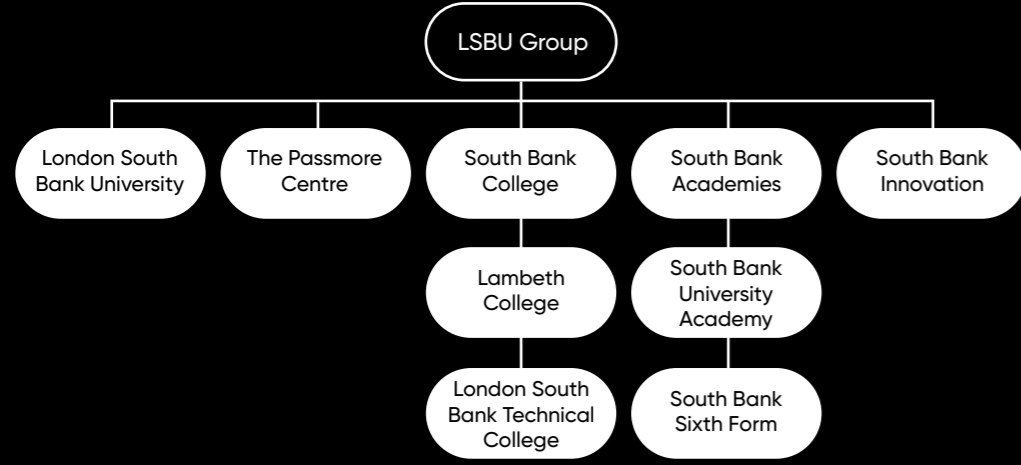 LSBU Group
London South
Bank University
The Passmore
Centre
South Bank
College
South Bank
Academies
South Bank
Innovation
Lambeth
College
South Bank
University
Academy
London South
Bank Technical
College
South Bank
Sixth Form